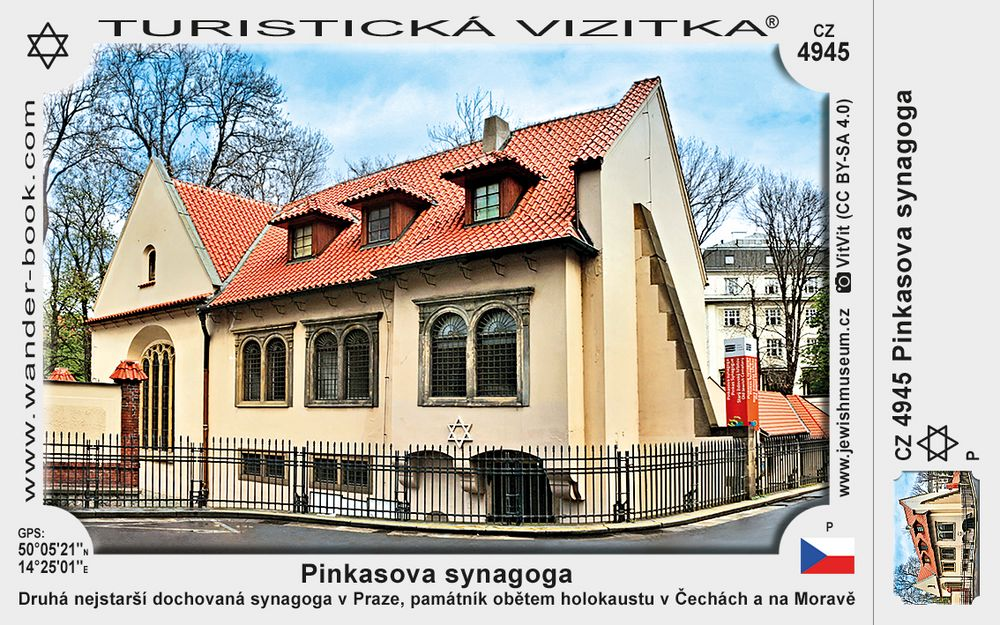 TURISTICKÁ VIZITKA®
CZ
4945
www.wander-book.com
www.jewishmuseum.cz VitVit (CC BY-SA 4.0)
GPS:
50°05'21"N
14°25'01"E
P
Pinkasova synagoga
Druhá nejstarší dochovaná synagoga v Praze, památník obětem holokaustu v Čechách a na Moravě
CZ 4945 Pinkasova synagoga
P